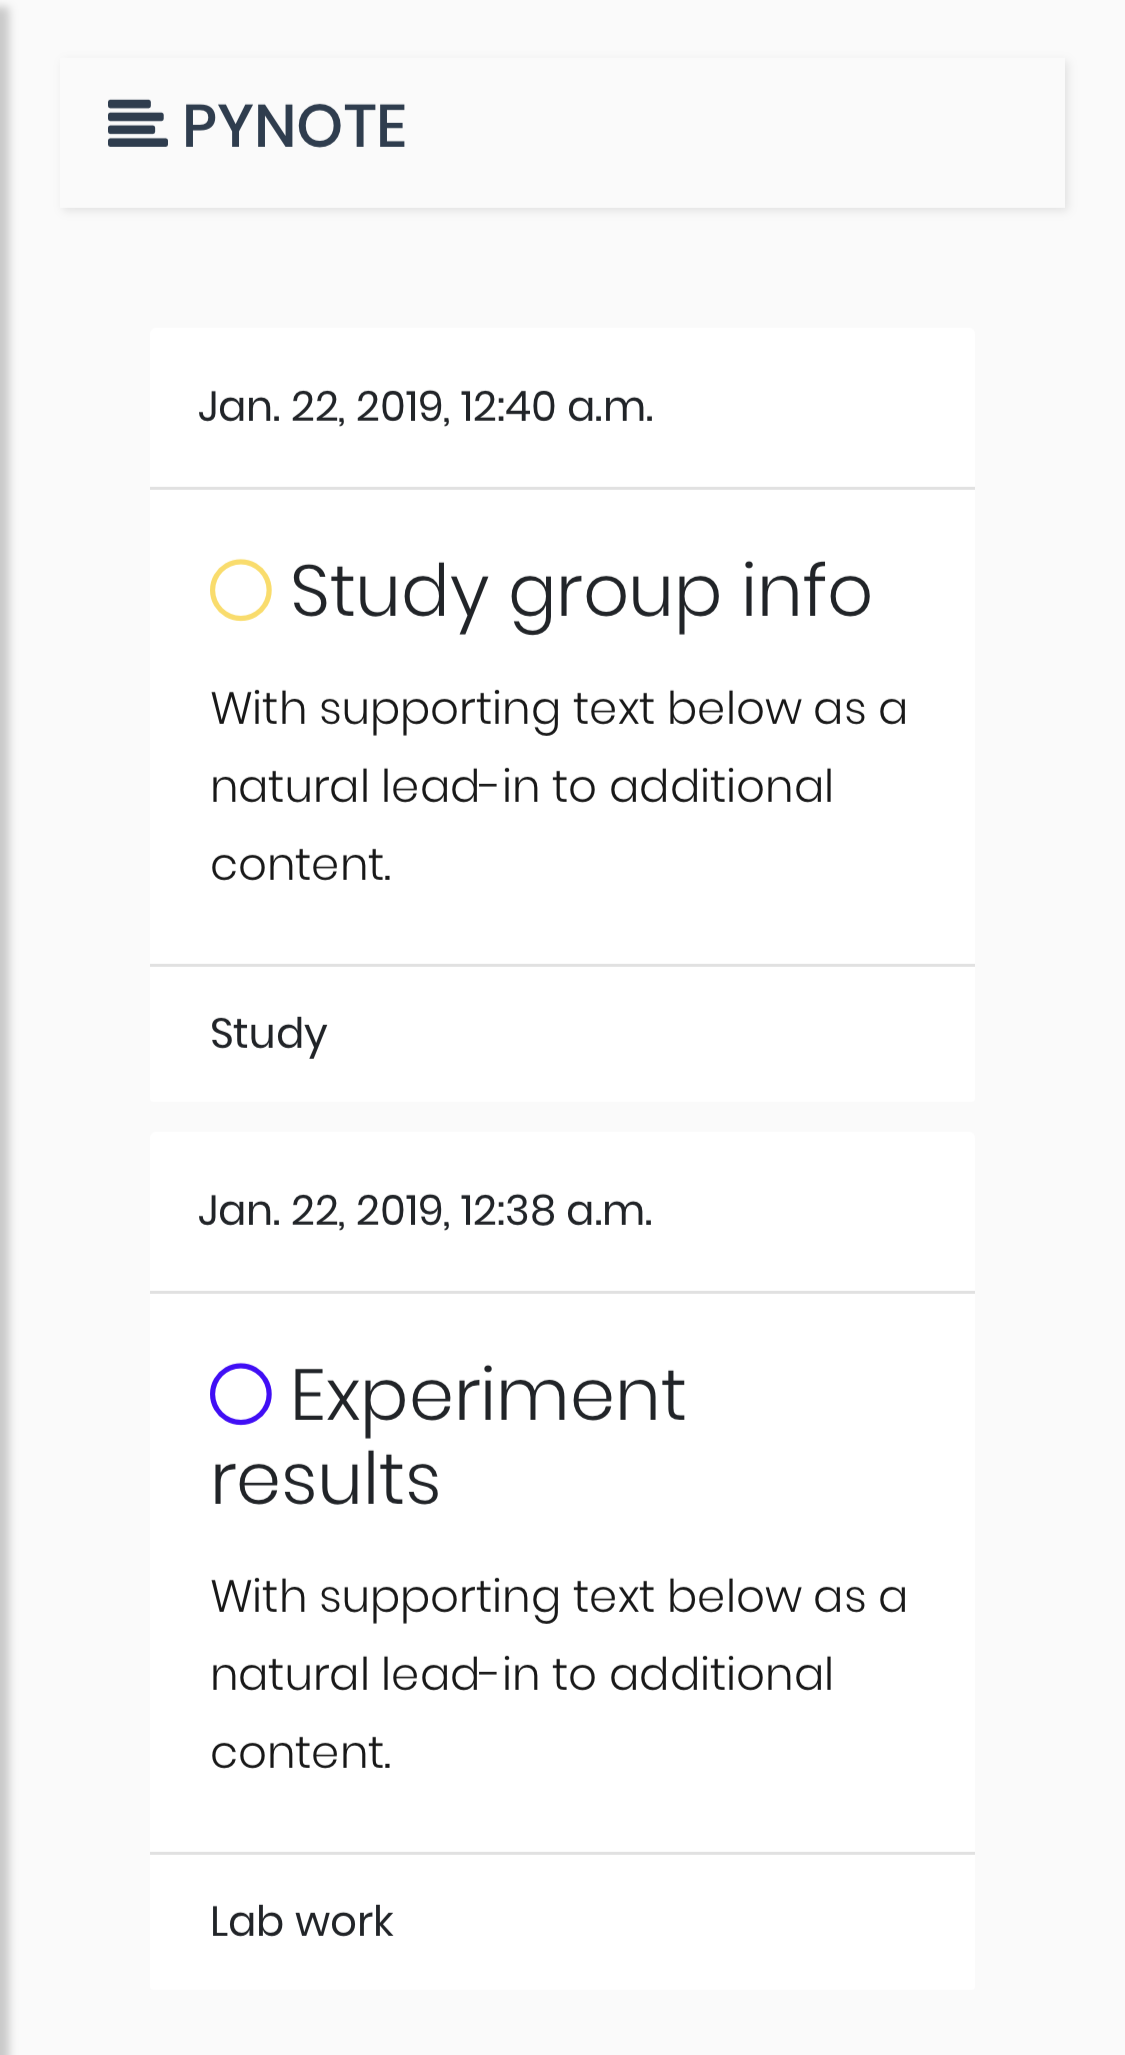 PYNOTE
Jan. 22, 2019, 12:40 a.m.
Study group info
With supporting text below as a
natural lead-in to additional
content.
Study
Jan. 22, 2019, 12:38 a.m.
Experiment
results
With supporting text below as a
natural lead-in to additional
content.
Lab work